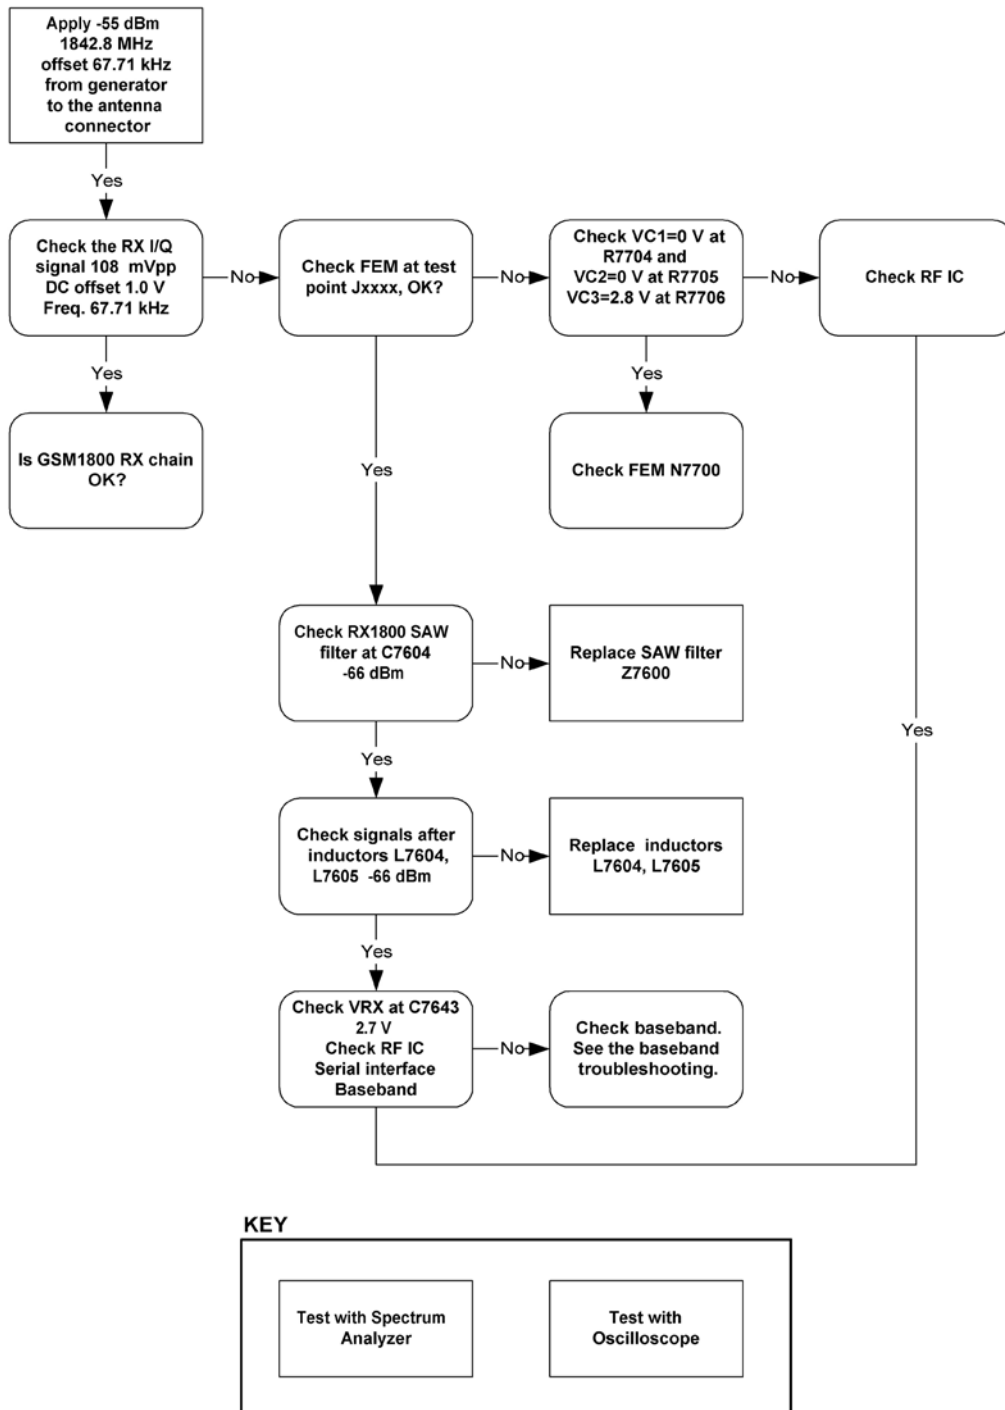 Apply -55 dBm
1842.8 MHz
offset 67.71 kHz
from generator
to the antenna
connector
Yes
Check the RX I/Q
signal 108 mVpp
DC offset 1.0 V
Freq. 67.71 kHz
No
Check FEM at test
point Jxxxx, OK?
No
Check VC1=0 V at
R7704 and
VC2=0 V at R7705
VC3=2.8 V at R7706
No
Check RF IC
Yes
Is GSM1800 RX chain
OK?
Yes
Yes
Check FEM N7700
Check RX1800 SAW
filter at C7604
-66 dBm
No
Replace SAW filter
Z7600
Yes
Yes
Check signals after
inductors L7604,
L7605 -66 dBm
No
Replace inductors
L7604, L7605
Yes
Check VRX at C7643
2.7 V
Check RF IC
Serial interface
Baseband
No
Check baseband.
See the baseband
troubleshooting.
KEY
Test with Spectrum
Analyzer
Test with
Oscilloscope